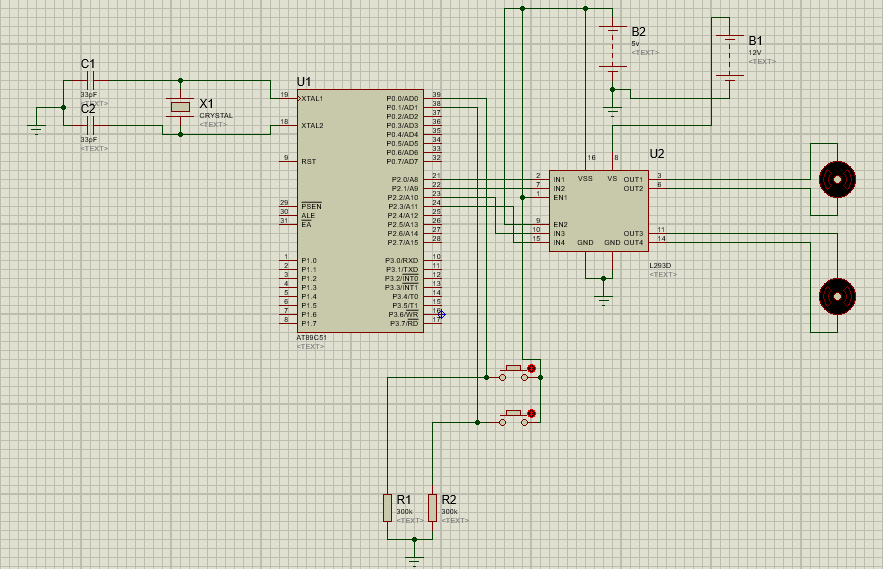 C1
33pF
<TEXT>
C2
33pF
<TEXT>
X1
CRYSTAL
<TEXT>
U1
19 XTAL1
18 XTAL2
9 RST
29 PSEN
30 ALE
31 EA
1 P1.0
2 P1.1
3 P1.2
4 P1.3
5 P1.4
6 P1.5
7 P1.6
8 P1.7
P0.0/AD0 39
P0.1/AD1 38
P0.2/AD2 37
P0.3/AD3 36
P0.4/AD4 35
P0.5/AD5 34
P0.6/AD6 33
P0.7/AD7 32
P2.0/A8 21
P2.1/A9 22
P2.2/A10 23
P2.3/A11 24
P2.4/A12 25
P2.5/A13 26
P2.6/A14 27
P2.7/A15 28
P3.0/RXD 10
P3.1/TXD 11
P3.2/INT0 12
P3.3/INT1 13
P3.4/T0 14
P3.5/T1 15
P3.6/WR 16
P3.7/RD 17
AT89C51
<TEXT>
B2
5v
<TEXT>
B1
12V
<TEXT>
U2
16 8
VSS VS
2 IN1 OUT1 3
7 IN2 OUT2 6
1 EN1
9 EN2
10 IN3 OUT3 11
15 IN4 GND GND OUT4 14
L293D
<TEXT>
R1
300k
<TEXT>
R2
300k
<TEXT>